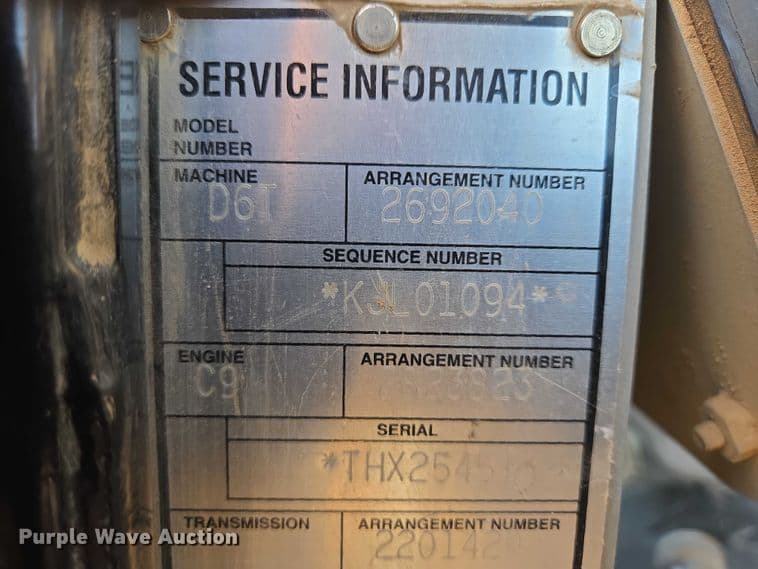 SERVICE INFORMATION
MODEL
NUMBER
MACHINE ARRANGEMENT NUMBER
D6T 2692040
SEQUENCE NUMBER
*KJL01094*
ENGINE ARRANGEMENT NUMBER
C9
SERIAL
TRANSMISSION ARRANGEMENT NUMBER
Purple Wave Auction